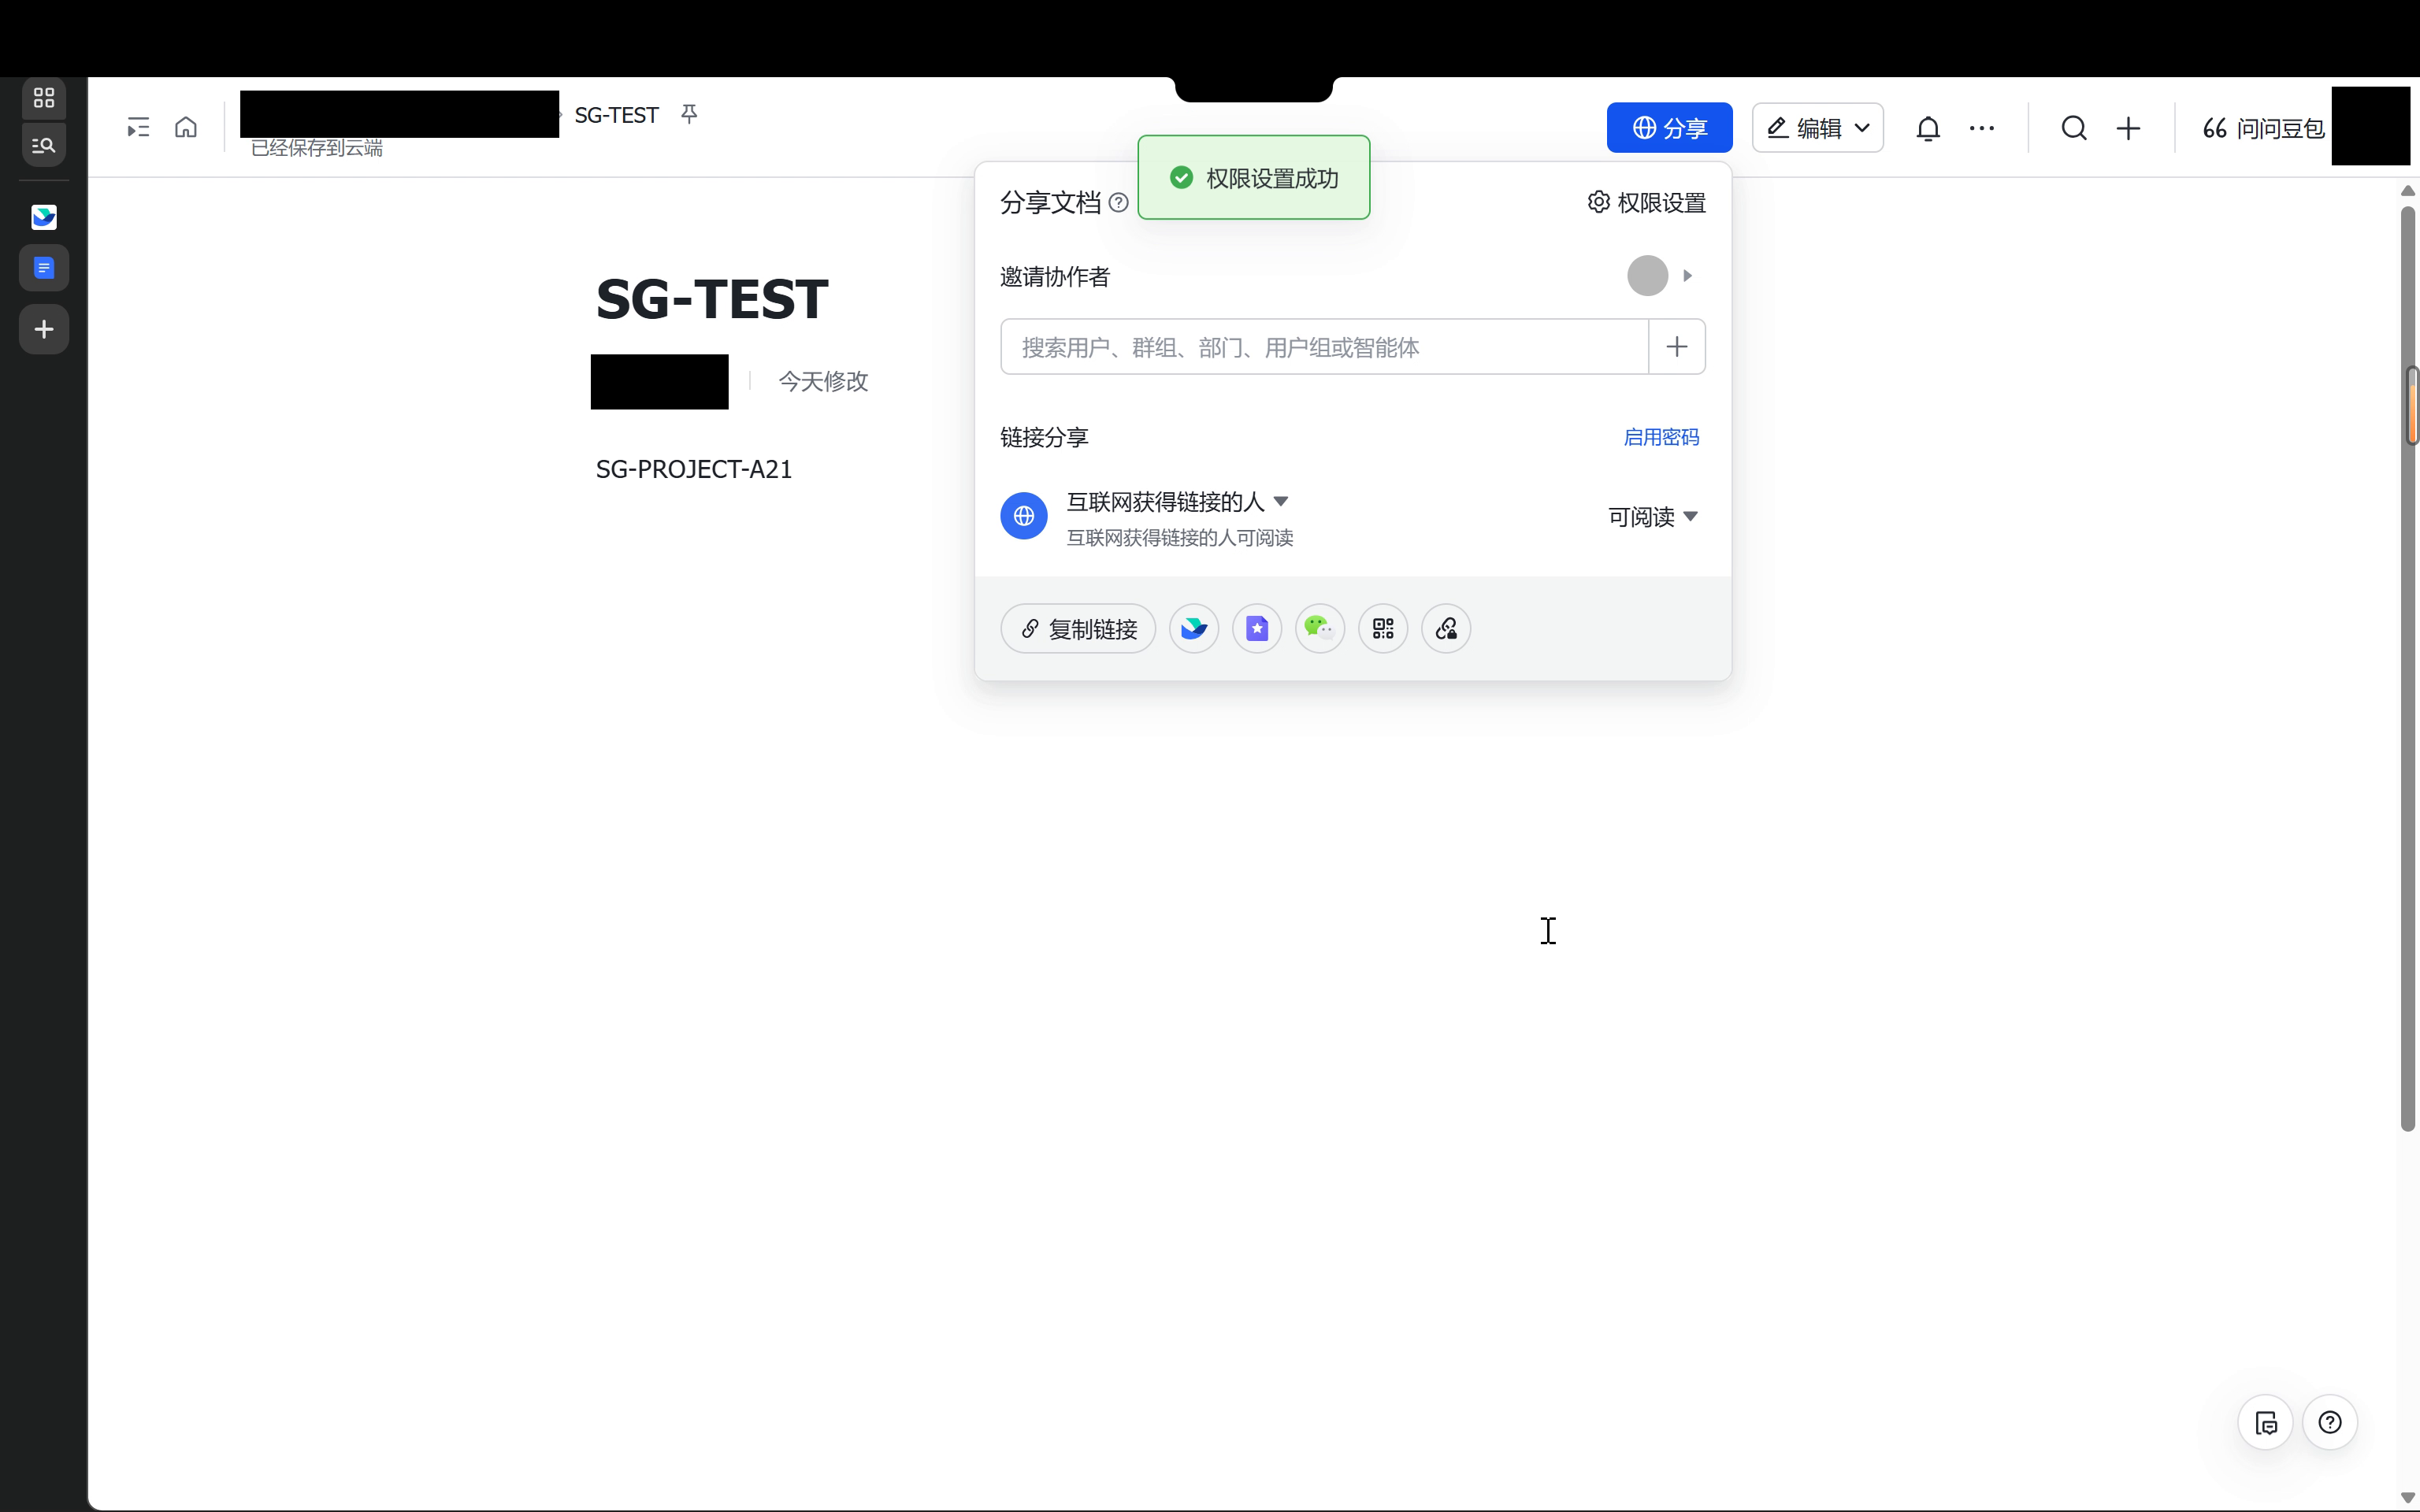 SG-TEST
分享
编辑
问问豆包
已经保存到云端
权限设置成功
分享文档
权限设置
邀请协作者
搜索用户、群组、部门、用户组或智能体
链接分享
启用密码
互联网获得链接的人
可阅读
互联网获得链接的人可阅读
复制链接
SG-TEST
今天修改
SG-PROJECT-A21